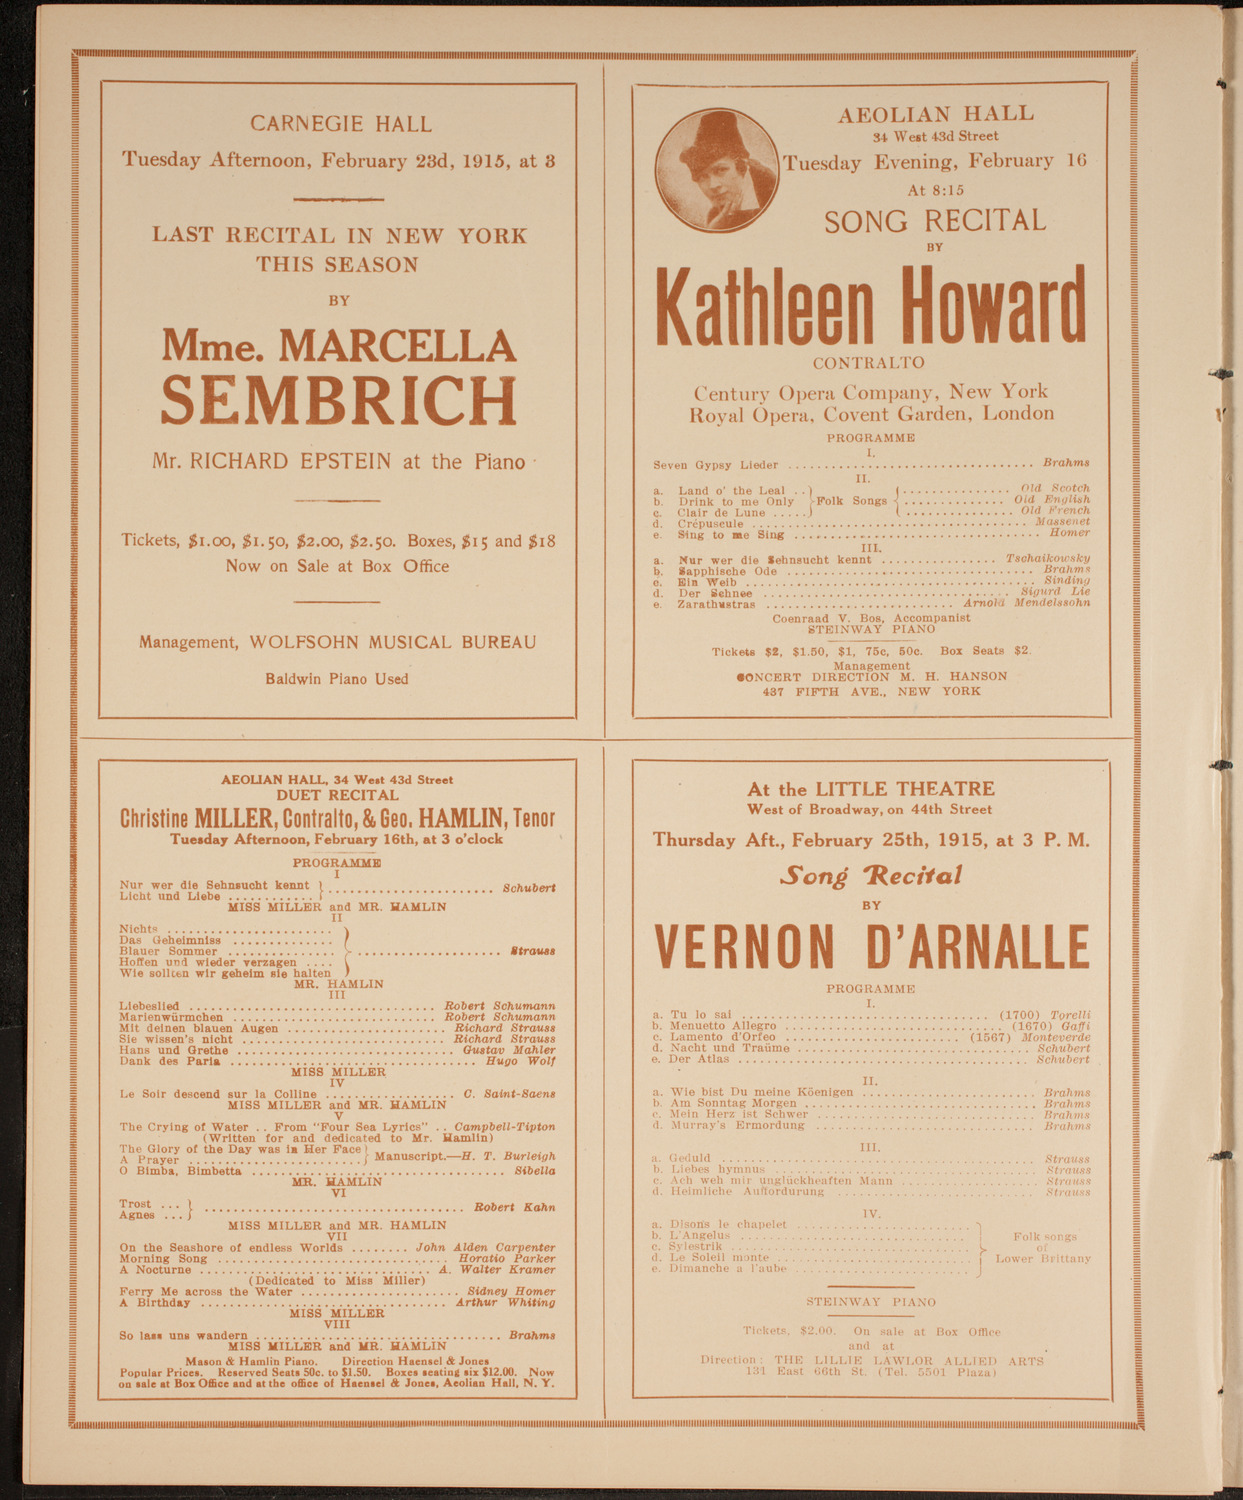 CARNEGIE HALL
Tuesday Afternoon, February 23d, 1915, at 3
LAST RECITAL IN NEW YORK
THIS SEASON
BY
Mme. MARCELLA
SEMBRICH
Mr. RICHARD EPSTEIN at the Piano
Tickets, $1.00, $1.50, $2.00, $2.50. Boxes, $15 and $18
Now on Sale at Box Office
Management, WOLFSOHN MUSICAL BUREAU
Baldwin Piano Used
AEOLIAN HALL
34 West 43d Street
Tuesday Evening, February 16
At 8:15
SONG RECITAL
BY
Kathleen Howard
CONTRALTO
Century Opera Company, New York
Royal Opera, Covent Garden, London
PROGRAMME
I.
Seven Gypsy Lieder ................................ Brahms
II.
a. Land o' the Leal .. } { ............... Old Scotch
b. Drink to me Only } Folk Songs { .............. Old English
c. Clair de Lune ..... } { ............... Old French
d. Crépuscule ...................................... Massenet
e. Sing to me Sing .................................. Homer
III.
a. Nur wer die Sehnsucht kennt ................ Tschaikowsky
b. Sapphische Ode ................................... Brahms
c. Ein Weib ........................................ Sinding
d. Der Sehnee .................................. Sigurd Lie
e. Zarathustras .......................... Arnold Mendelssohn
Coenraad V. Bos, Accompanist
STEINWAY PIANO
Tickets $2, $1.50, $1, 75c, 50c. Box Seats $2.
Management
CONCERT DIRECTION M. H. HANSON
437 FIFTH AVE., NEW YORK
AEOLIAN HALL, 34 West 43d Street
DUET RECITAL
Christine MILLER, Contralto, & Geo. HAMLIN, Tenor
Tuesday Afternoon, February 16th, at 3 o'clock
PROGRAMME
I
Nur wer die Sehnsucht kennt } ....................... Schubert
Licht und Liebe ............ }
MISS MILLER and MR. HAMLIN
II
Nichts ....................... }
Das Geheimniss .............. }
Blauer Sommer ............... } .................... Strauss
Hoffen und wieder verzagen .... }
Wie sollten wir geheim sie halten }
MR. HAMLIN
III
Liebeslied .................................. Robert Schumann
Marienwürmchen ............................ Robert Schumann
Mit deinen blauen Augen ...................... Richard Strauss
Sie wissen's nicht ............................ Richard Strauss
Hans und Grethe .............................. Gustav Mahler
Dank des Paria .................................. Hugo Wolf
MISS MILLER
IV
Le Soir descend sur la Colline .................. C. Saint-Saens
MISS MILLER and MR. HAMLIN
V
The Crying of Water .. From "Four Sea Lyrics" .. Campbell-Tipton
(Written for and dedicated to Mr. Hamlin)
The Glory of the Day was in Her Face }
A Prayer ........................ } Manuscript.—H. T. Burleigh
O Bimba, Bimbetta ................................... Sibella
MR. HAMLIN
VI
Trost ... } .................................... Robert Kahn
Agnes ... }
MISS MILLER and MR. HAMLIN
VII
On the Seashore of endless Worlds ........ John Alden Carpenter
Morning Song ................................ Horatio Parker
A Nocturne ................................ A. Walter Kramer
(Dedicated to Miss Miller)
Ferry Me across the Water ...................... Sidney Homer
A Birthday .................................. Arthur Whiting
MISS MILLER
VIII
So lass uns wandern .................................. Brahms
MISS MILLER and MR. HAMLIN
Mason & Hamlin Piano. Direction Haensel & Jones
Popular Prices. Reserved Seats 50c. to $1.50. Boxes seating six $12.00. Now
on sale at Box Office and at the office of Haensel & Jones, Aeolian Hall, N. Y.
At the LITTLE THEATRE
West of Broadway, on 44th Street
Thursday Aft., February 25th, 1915, at 3 P. M.
Song Recital
BY
VERNON D'ARNALLE
PROGRAMME
I.
a. Tu lo sai .................................. (1700) Torelli
b. Menuetto Allegro ............................ (1670) Gaffi
c. Lamento d'Orfeo ........................ (1567) Monteverde
d. Nacht und Traüme ................................ Schubert
e. Der Atlas ...................................... Schubert
II.
a. Wie bist Du meine Köenigen ........................ Brahms
b. Am Sonntag Morgen ................................ Brahms
c. Mein Herz ist Schwer .............................. Brahms
d. Murray's Ermordung ................................ Brahms
III.
a. Geduld ............................................ Strauss
b. Liebes hymnus ...................................... Strauss
c. Ach weh mir unglückheaften Mann .................... Strauss
d. Heimliche Auffordurung .............................. Strauss
IV.
a. Disons le chapelet ........................ }
b. L'Angelus ................................ } Folk songs
c. Sylestrik ................................ } of
d. Le Soleil monte ........................... } Lower Brittany
e. Dimanche a l'aube ........................ }
STEINWAY PIANO
Tickets, $2.00. On sale at Box Office
and at
Direction: THE LILLIE LAWLOR ALLIED ARTS
131 East 66th St. (Tel. 5501 Plaza)